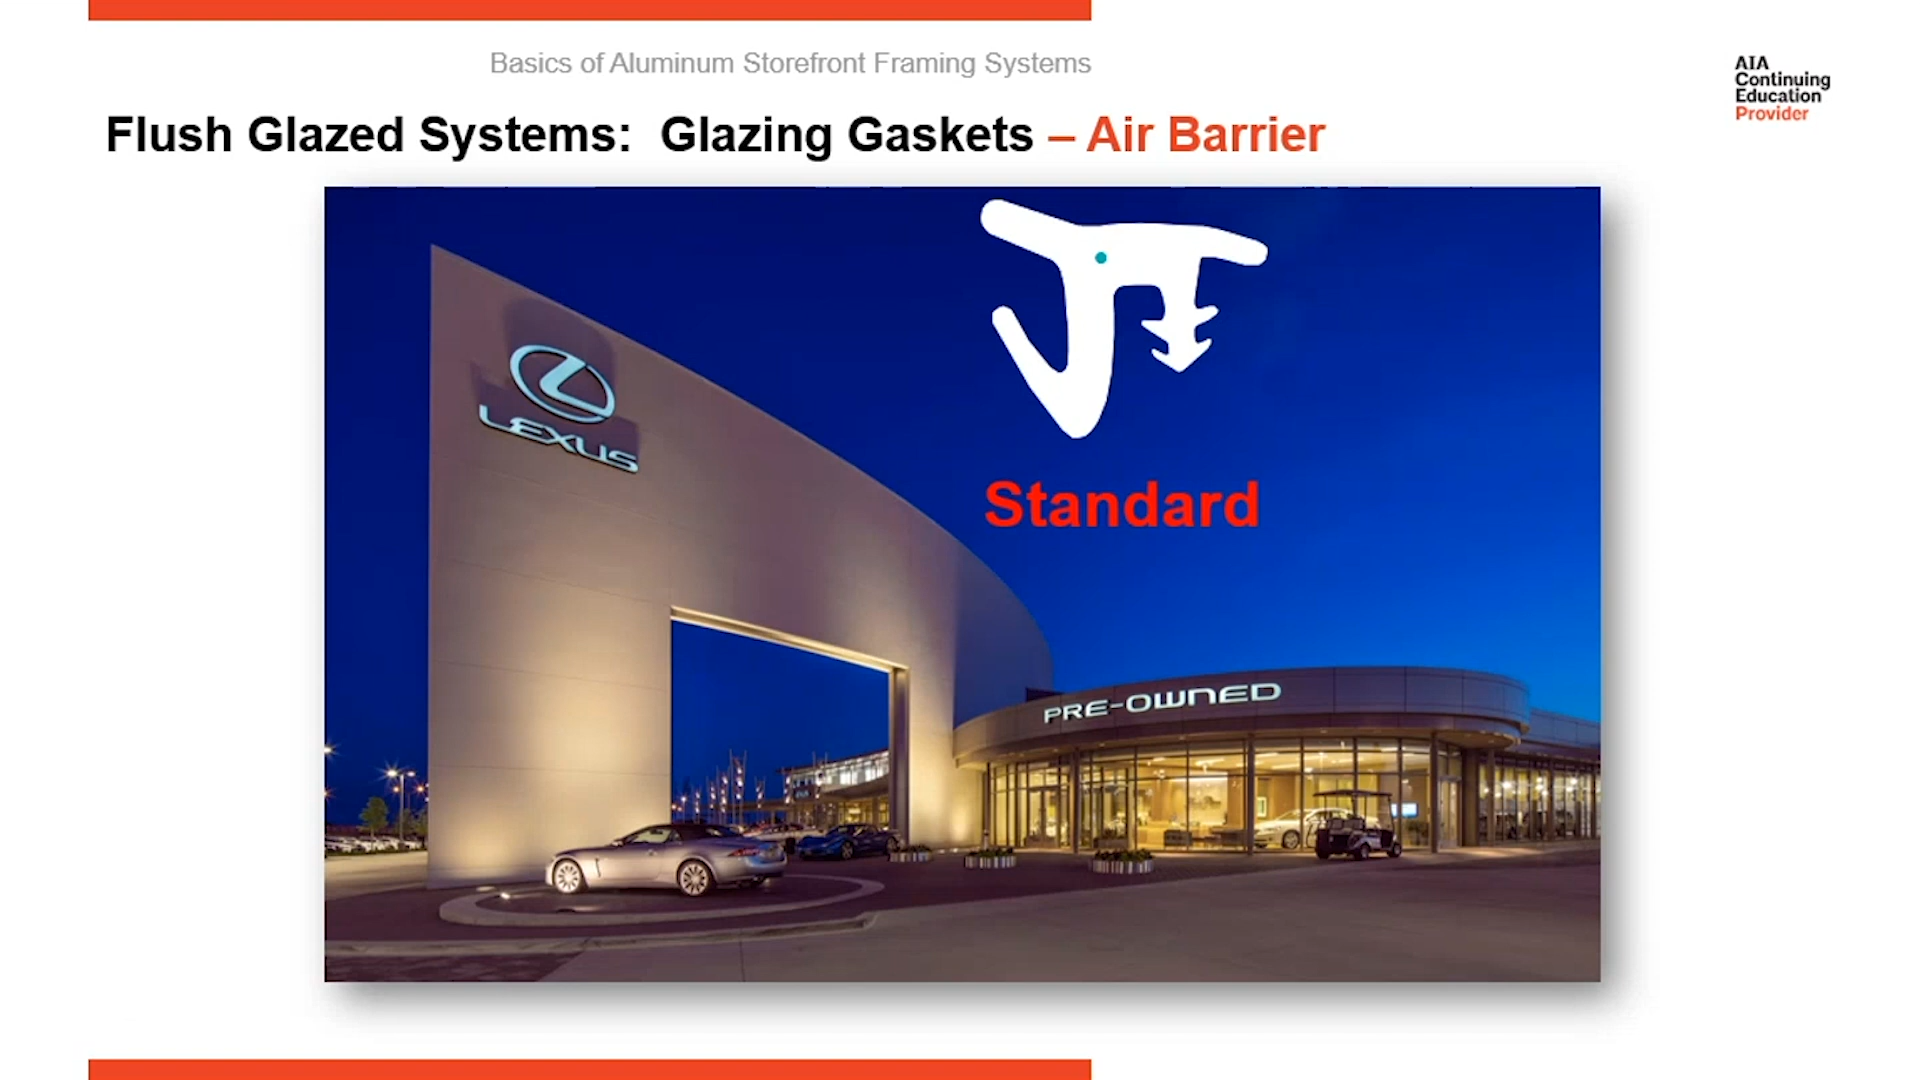 Basics of Aluminum Storefront Framing Systems
AIA
Continuing
Education
Provider
Flush Glazed Systems: Glazing Gaskets – Air Barrier
LEXUS
Standard
PRE-OWNED